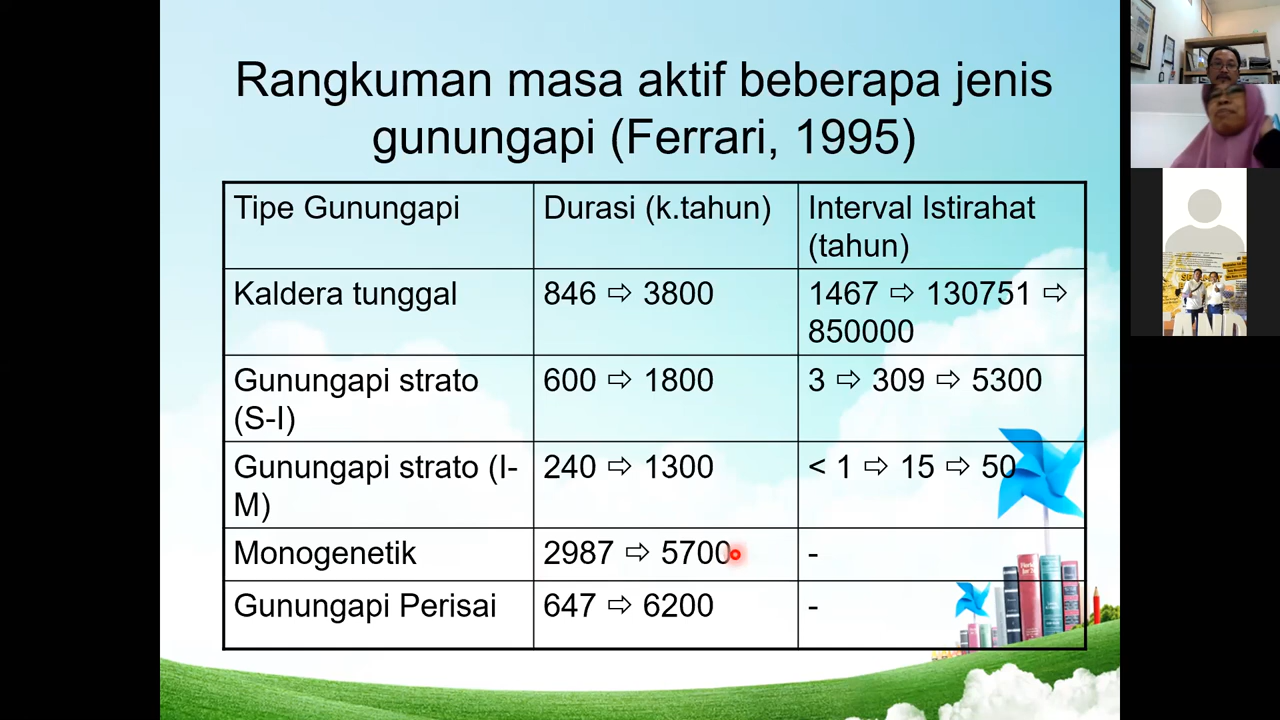 Rangkuman masa aktif beberapa jenis
gunungapi (Ferrari, 1995)
Tipe Gunungapi
Durasi (k.tahun)
Interval Istirahat
(tahun)
Kaldera tunggal
846 ⇨ 3800
1467 ⇨ 130751 ⇨
850000
Gunungapi strato
(S-I)
600 ⇨ 1800
3 ⇨ 309 ⇨ 5300
Gunungapi strato (I-
M)
240 ⇨ 1300
< 1 ⇨ 15 ⇨ 50
Monogenetik
2987 ⇨ 5700
-
Gunungapi Perisai
647 ⇨ 6200
-
AND